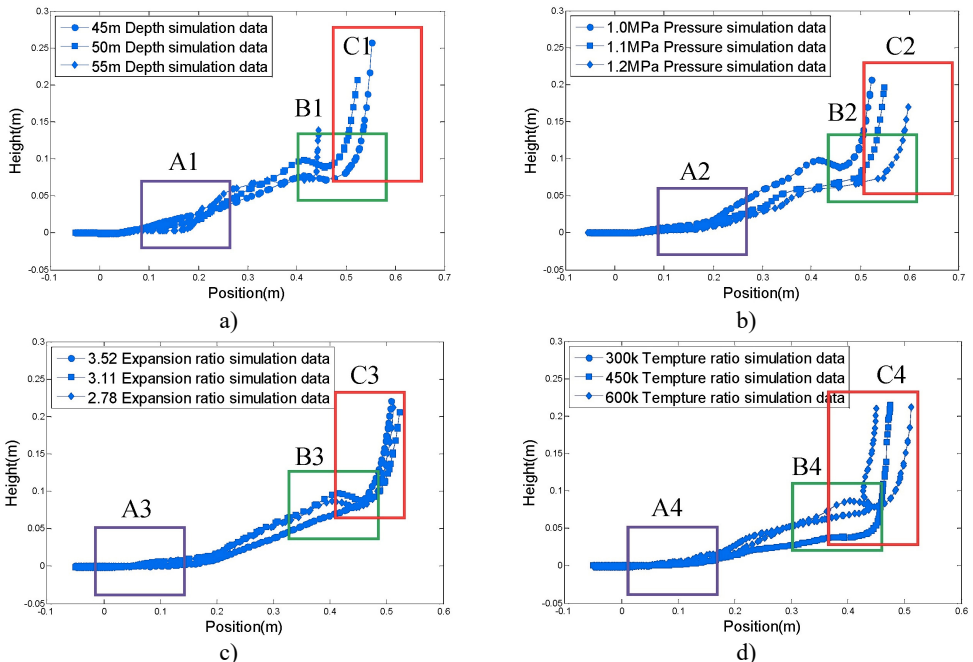 45m Depth simulation data
50m Depth simulation data
55m Depth simulation data
C1
B1
A1
0.3
0.25
0.2
0.15
0.1
0.05
0
-0.05
Height(m)
-0.1 0 0.1 0.2 0.3 0.4 0.5 0.6 0.7
Position(m)
a)
1.0MPa Pressure simulation data
1.1MPa Pressure simulation data
1.2MPa Pressure simulation data
C2
B2
A2
0.3
0.25
0.2
0.15
0.1
0.05
0
-0.05
Height(m)
-0.1 0 0.1 0.2 0.3 0.4 0.5 0.6 0.7
Position(m)
b)
3.52 Expansion ratio simulation data
3.11 Expansion ratio simulation data
2.78 Expansion ratio simulation data
C3
B3
A3
0.3
0.25
0.2
0.15
0.1
0.05
0
-0.05
Height(m)
-0.1 0 0.1 0.2 0.3 0.4 0.5 0.6
Position(m)
c)
300k Tempture ratio simulation data
450k Tempture ratio simulation data
600k Tempture ratio simulation data
C4
B4
A4
0.3
0.25
0.2
0.15
0.1
0.05
0
-0.05
Height(m)
-0.1 0 0.1 0.2 0.3 0.4 0.5 0.6
Position(m)
d)